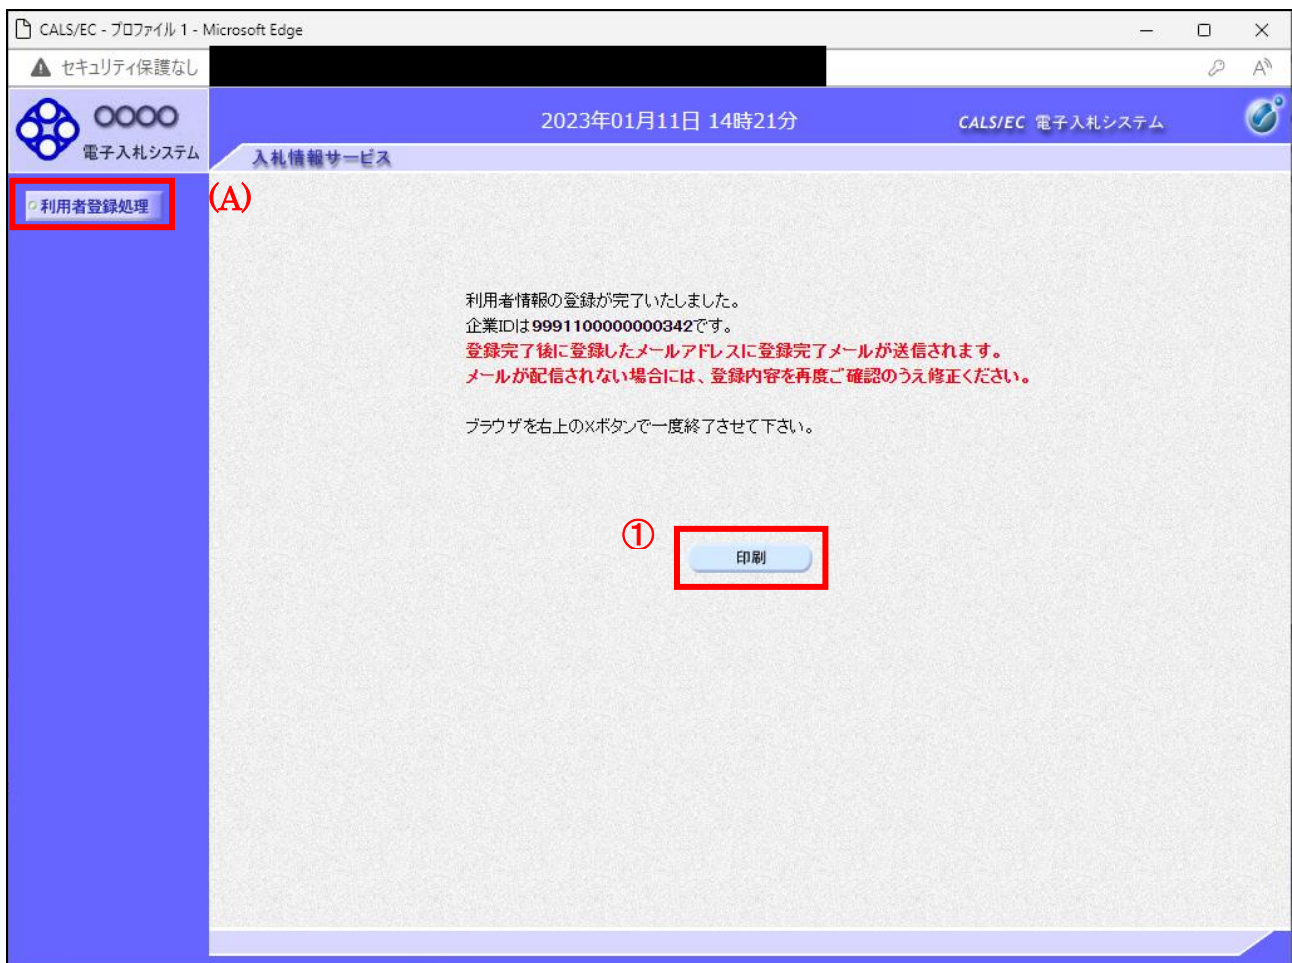 CALS/EC - プロファイル 1 - Microsoft Edge
セキュリティ保護なし
OOOO
電子入札システム
2023年01月11日 14時21分
CALS/EC 電子入札システム
入札情報サービス
利用者登録処理
(A)
利用者情報の登録が完了いたしました。
企業IDは9991100000000342です。
登録完了後に登録したメールアドレスに登録完了メールが送信されます。
メールが配信されない場合には、登録内容を再度ご確認のうえ修正ください。
ブラウザを右上の×ボタンで一度終了させて下さい。
①
印刷